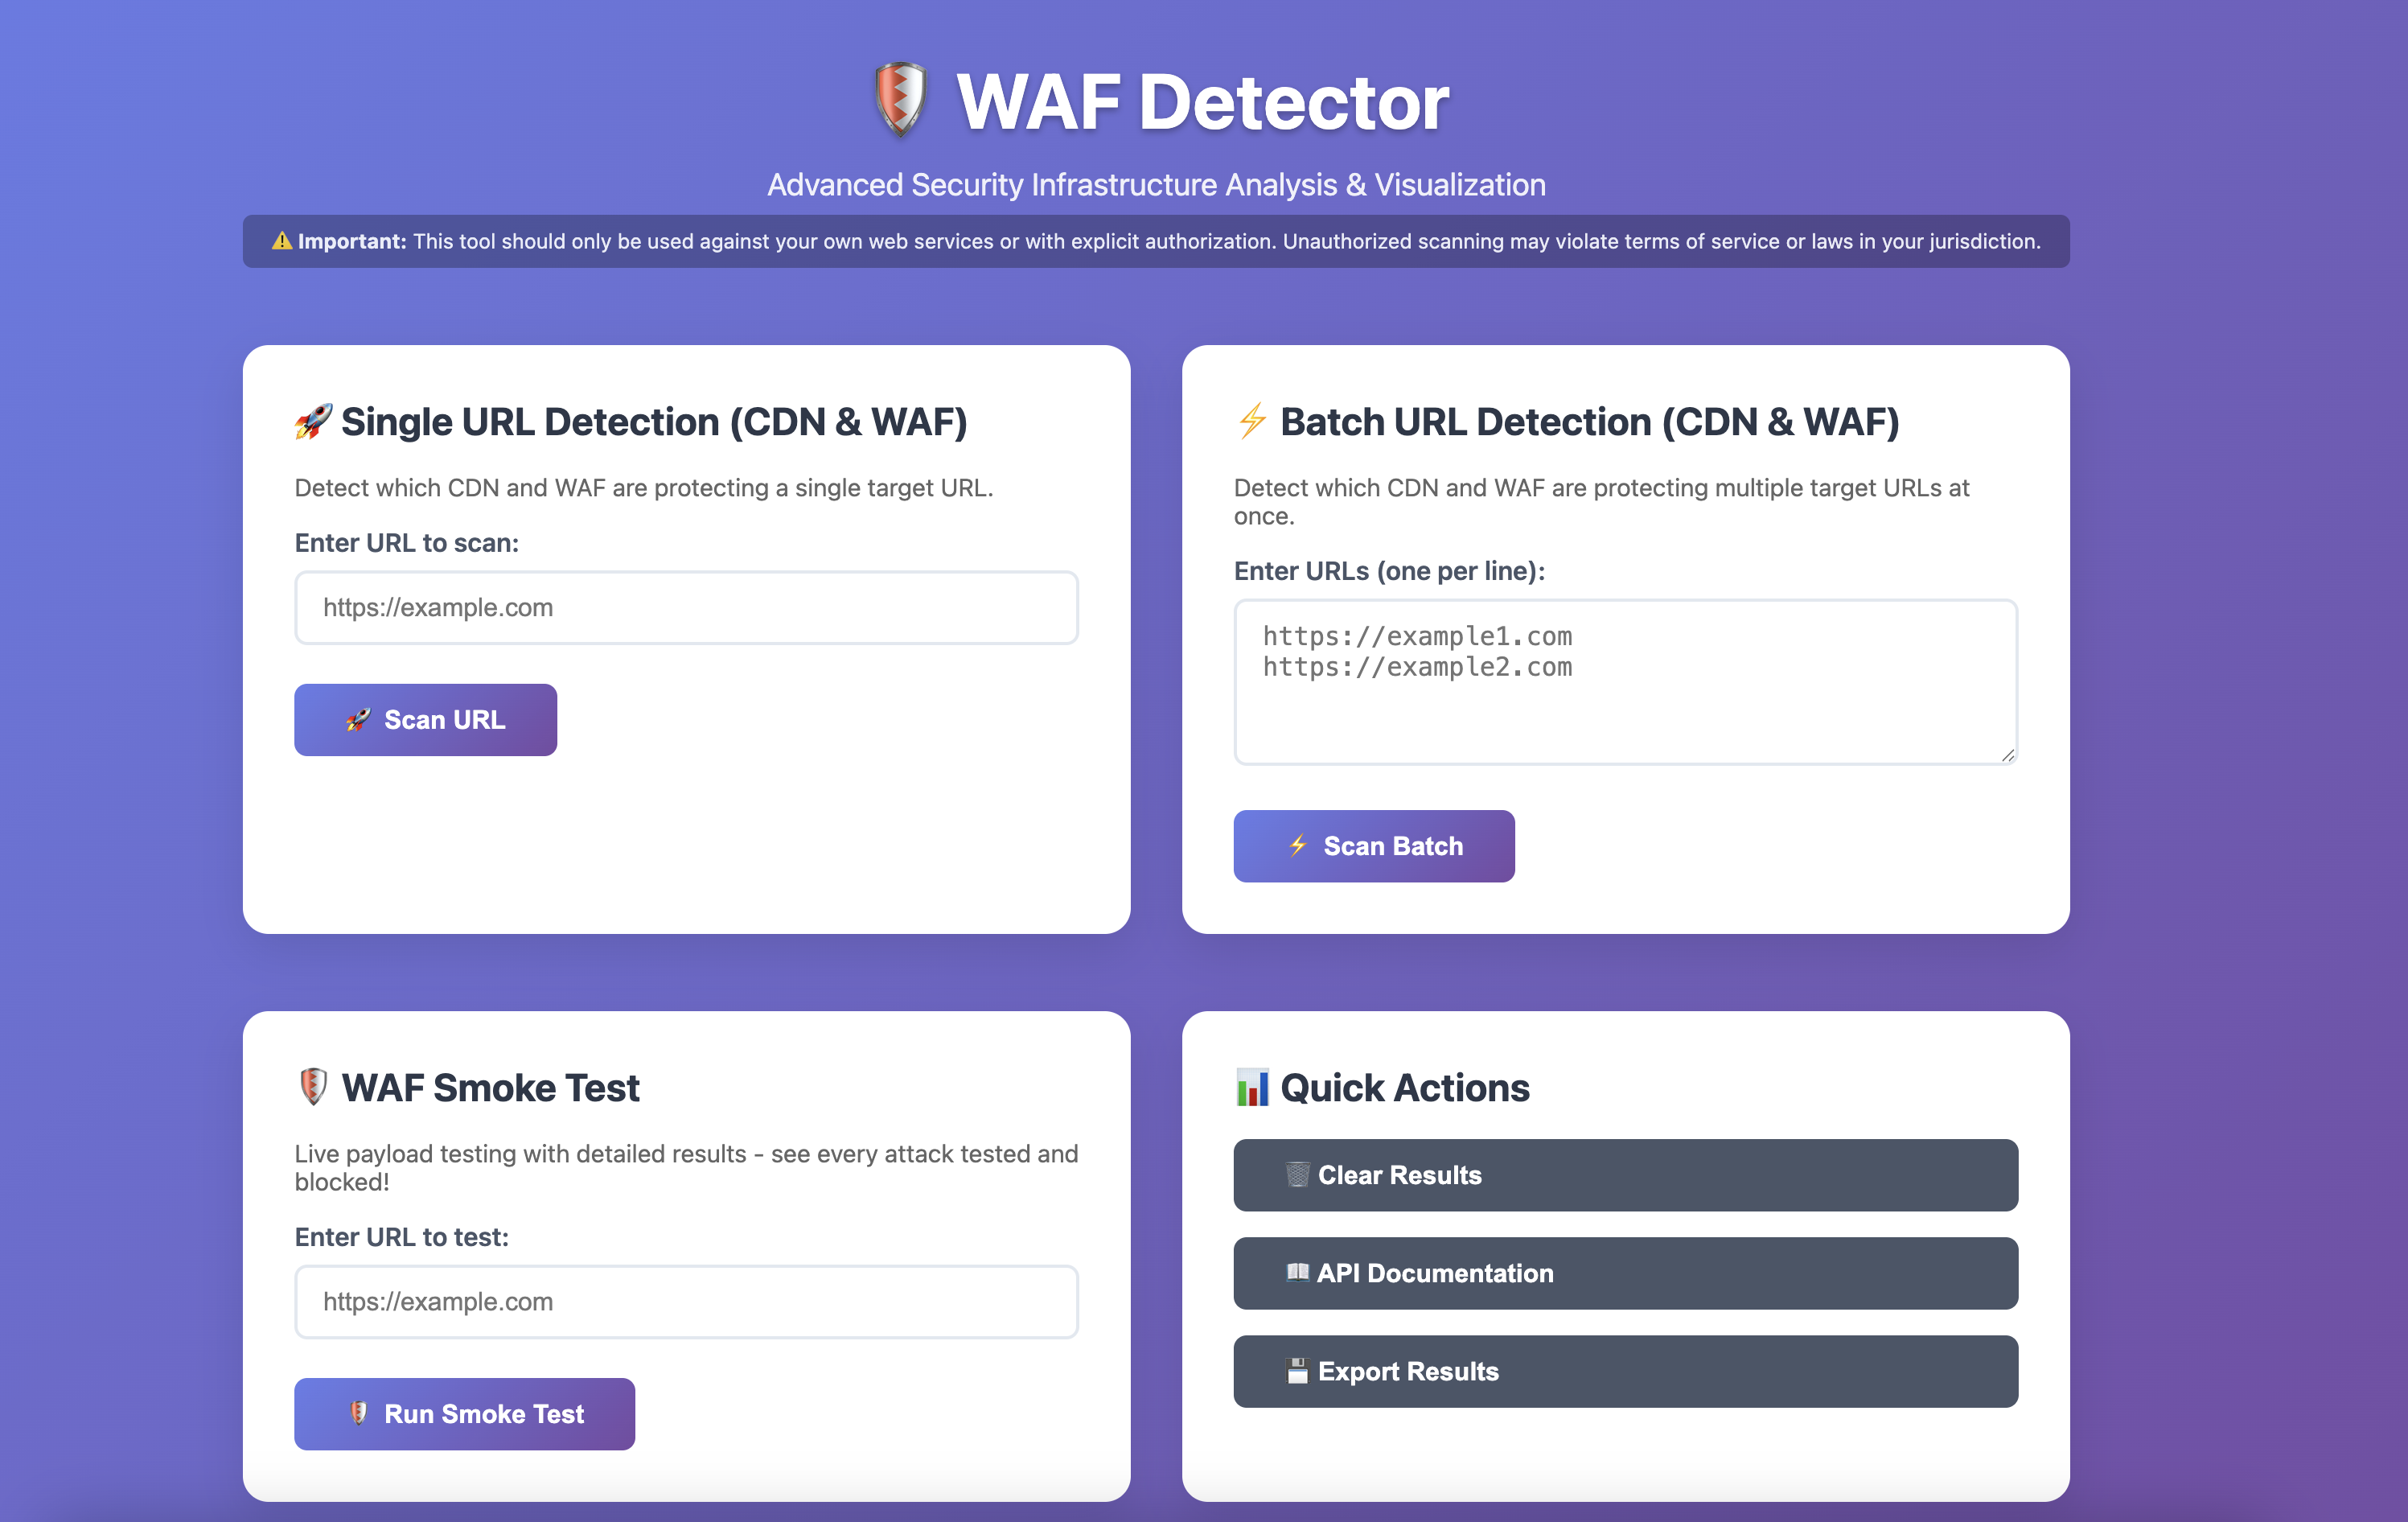 WAF Detector
Advanced Security Infrastructure Analysis & Visualization
Important: This tool should only be used against your own web services or with explicit authorization. Unauthorized scanning may violate terms of service or laws in your jurisdiction.
Single URL Detection (CDN & WAF)
Detect which CDN and WAF are protecting a single target URL.
Enter URL to scan:
https://example.com
Scan URL
Batch URL Detection (CDN & WAF)
Detect which CDN and WAF are protecting multiple target URLs at
once.
Enter URLs (one per line):
https://example1.com
https://example2.com
Scan Batch
WAF Smoke Test
Live payload testing with detailed results - see every attack tested and
blocked!
Enter URL to test:
https://example.com
Run Smoke Test
Quick Actions
Clear Results
API Documentation
Export Results